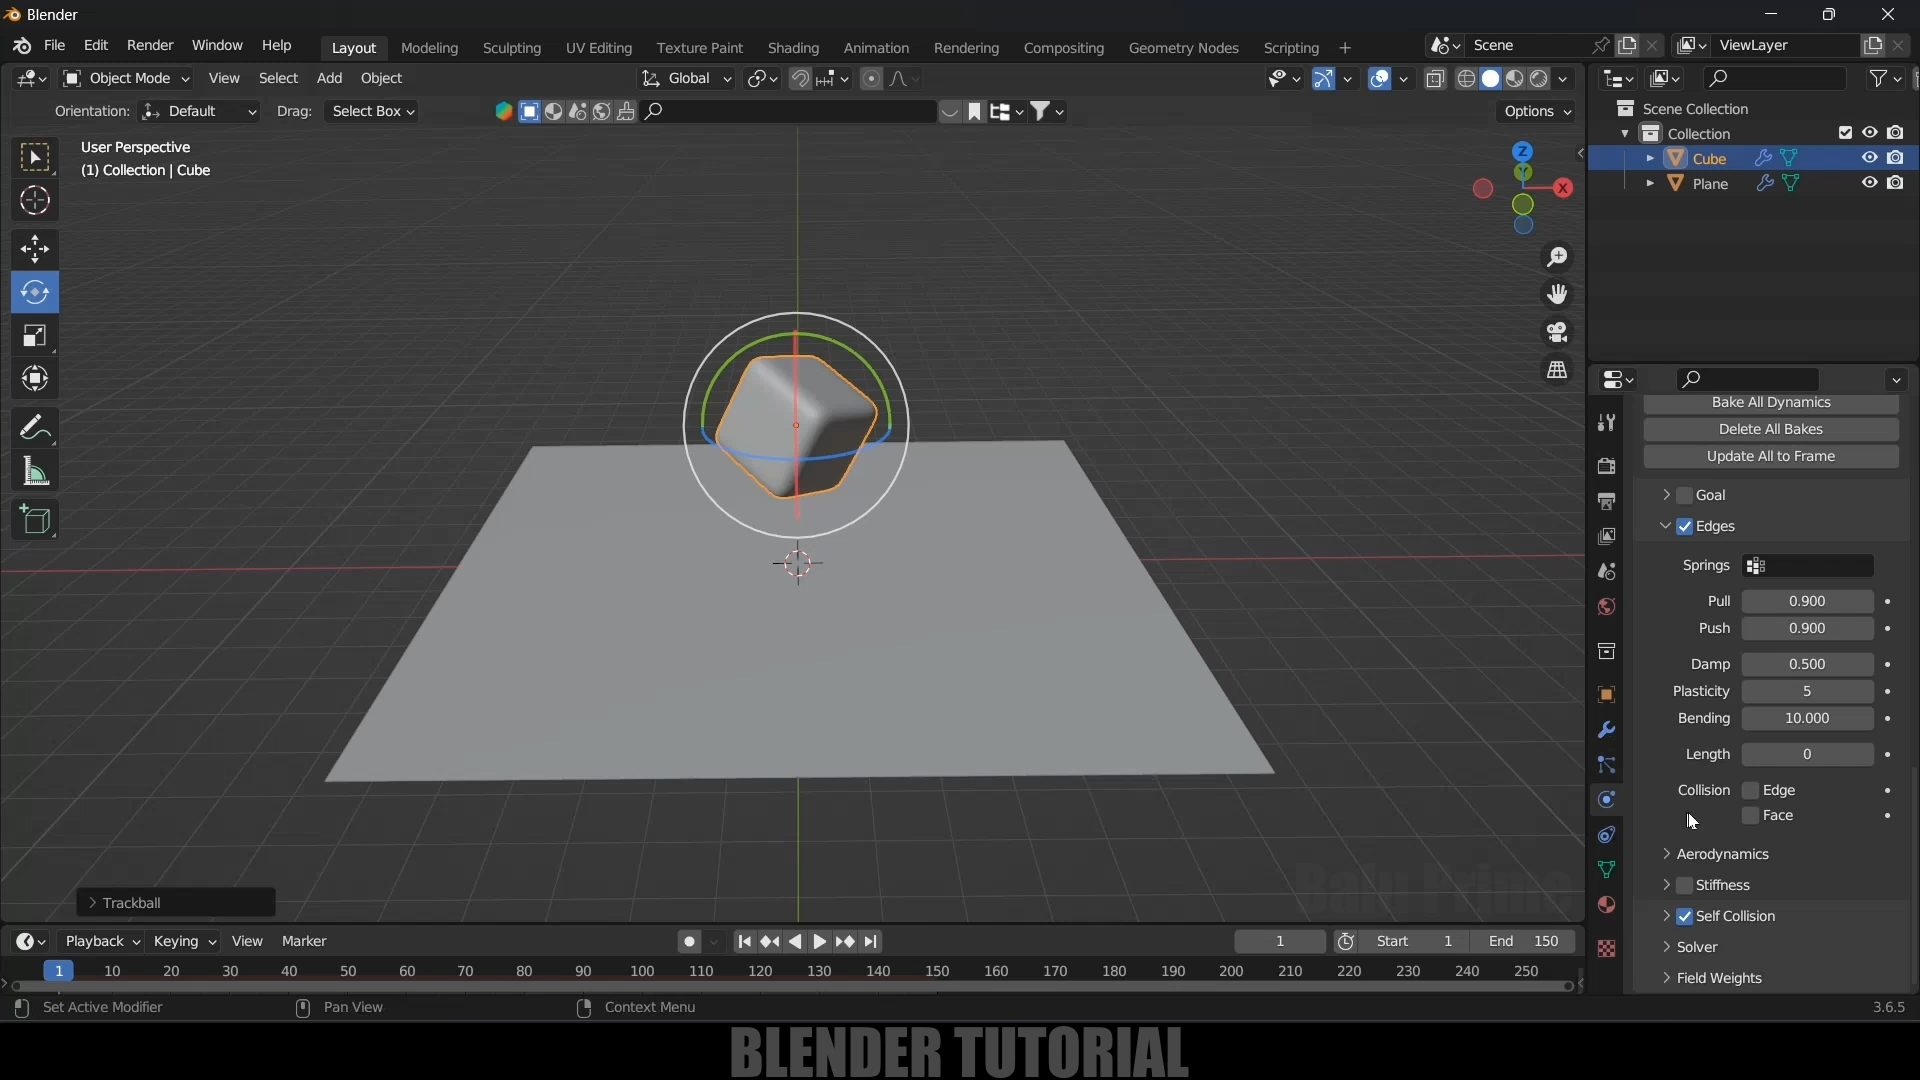 Blender
File Edit Render Window Help Layout Modeling Sculpting UV Editing Texture Paint Shading Animation Rendering Compositing Geometry Nodes Scripting + Scene ViewLayer
Object Mode View Select Add Object Global
Orientation: Default Drag: Select Box Options
User Perspective
(1) Collection | Cube
Z
X
Scene Collection
Collection
Cube
Plane
Bake All Dynamics
Delete All Bakes
Update All to Frame
Goal
Edges
Springs
Pull 0.900
Push 0.900
Damp 0.500
Plasticity 5
Bending 10.000
Length 0
Collision Edge
Face
Aerodynamics
Stiffness
Self Collision
Solver
Field Weights
Trackball
Playback Keying View Marker 1 Start 1 End 150
1 10 20 30 40 50 60 70 80 90 100 110 120 130 140 150 160 170 180 190 200 210 220 230 240 250
Set Active Modifier Pan View Context Menu 3.6.5
BLENDER TUTORIAL